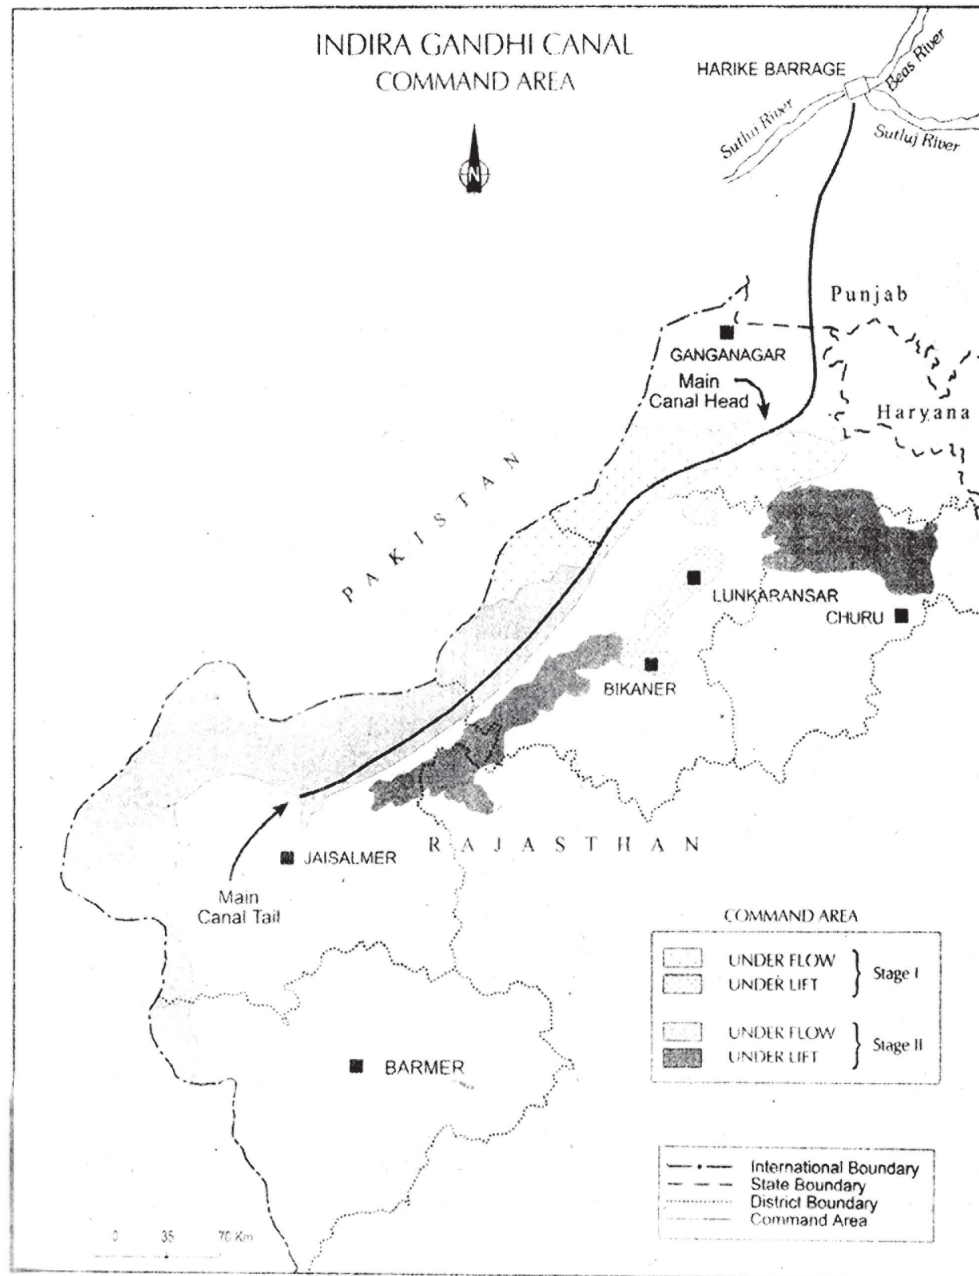 INDIRA GANDHI CANAL
COMMAND AREA
HARIKE BARRAGE
Beas River
Sutluj River
Sutluj River
N
Punjab
GANGANAGAR
Main
Canal Head
Haryana
PAKISTAN
LUNKARANSAR
CHURU
BIKANER
RAJASTHAN
JAISALMER
Main
Canal Tail
BARMER
COMMAND AREA
UNDER FLOW
UNDER LIFT
Stage I
UNDER FLOW
UNDER LIFT
Stage II
International Boundary
State Boundary
District Boundary
Command Area
0 35 70 Km